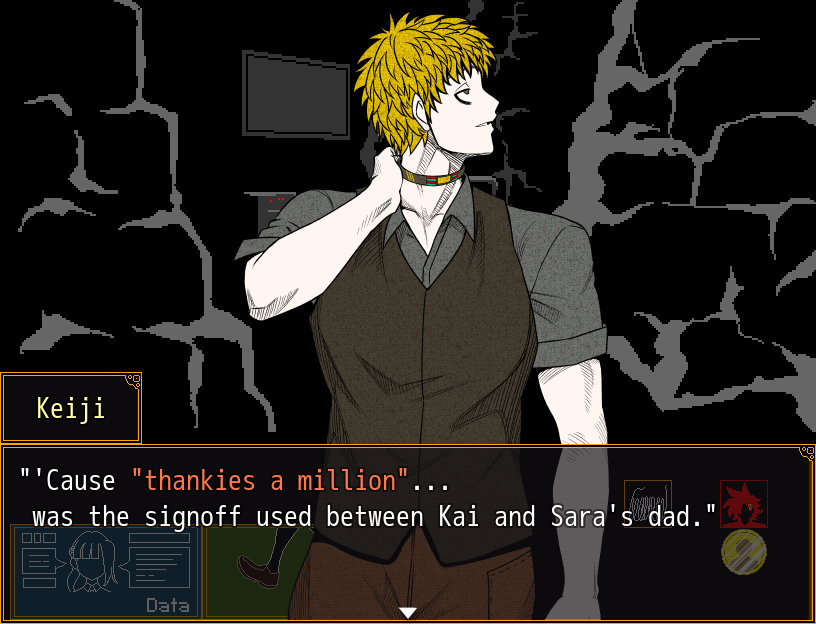 Keiji
"'Cause "thankies a million"...
was the signoff used between Kai and Sara's dad."
Data